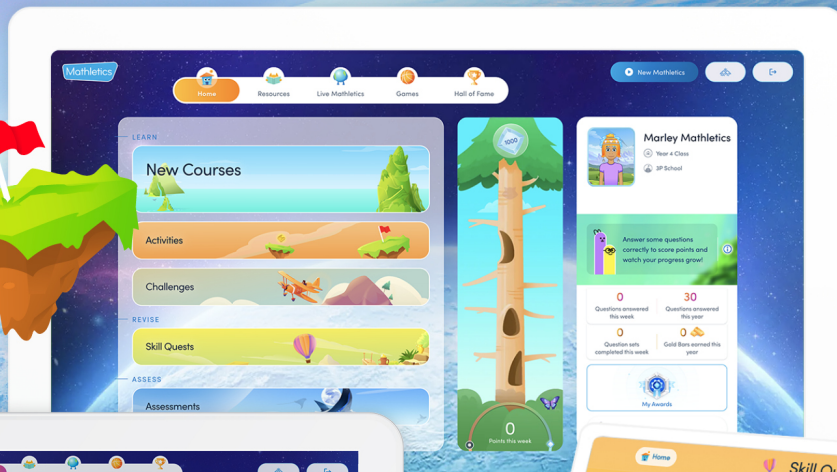 Mathletics
Home
Resources
Live Mathletics
Games
Hall of Fame
New Mathletics
LEARN
New Courses
Activities
Challenges
REVISE
Skill Quests
ASSESS
Assessments
1000
0
Points this week
Marley Mathletics
Year 4 Class
3P School
Answer some questions
correctly to score points and
watch your progress grow!
0
Questions answered
this week
30
Questions answered
this year
0
Question sets
completed this week
0
Gold Bars earned this
year
My Awards
Home
Skill